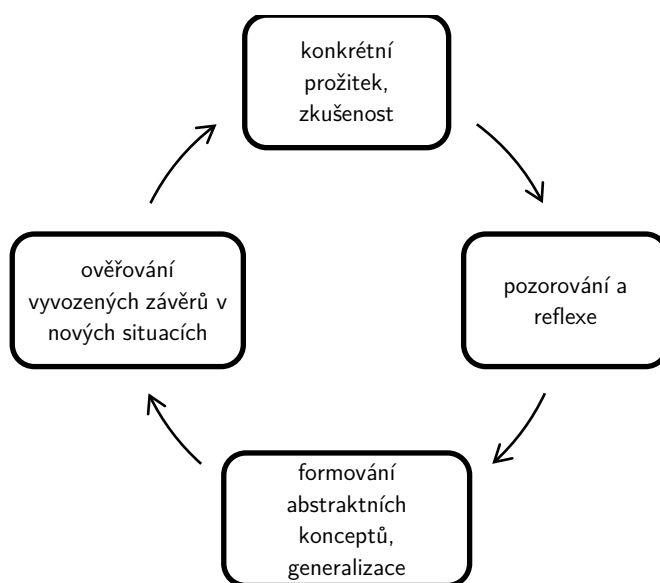 konkrétní
prožitek,
zkušenost
pozorování a
reflexe
formování
abstraktních
konceptů,
generalizace
ověřování
vyvozených závěrů v
nových situacích